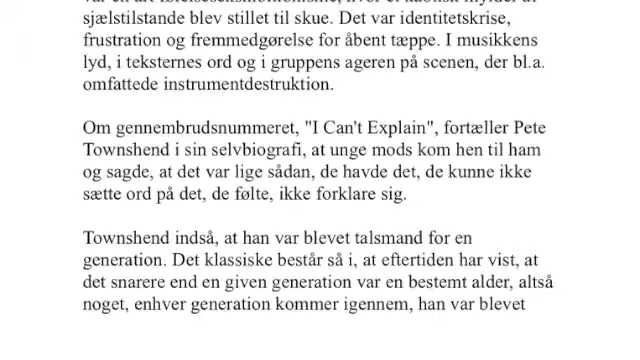 sjælstilstande blev stillet til skue. Det var identitetskrise,
frustration og fremmedgørelse for åbent tæppe. I musikkens
lyd, i teksternes ord og i gruppens ageren på scenen, der bl.a.
omfattede instrumentdestruktion.
Om gennembrudsnummeret, "I Can't Explain", fortæller Pete
Townshend i sin selvbiografi, at unge mods kom hen til ham
og sagde, at det var lige sådan, de havde det, de kunne ikke
sætte ord på det, de følte, ikke forklare sig.
Townshend indså, at han var blevet talsmand for en
generation. Det klassiske består så i, at eftertiden har vist, at
det snarere end en given generation var en bestemt alder, altså
noget, enhver generation kommer igennem, han var blevet